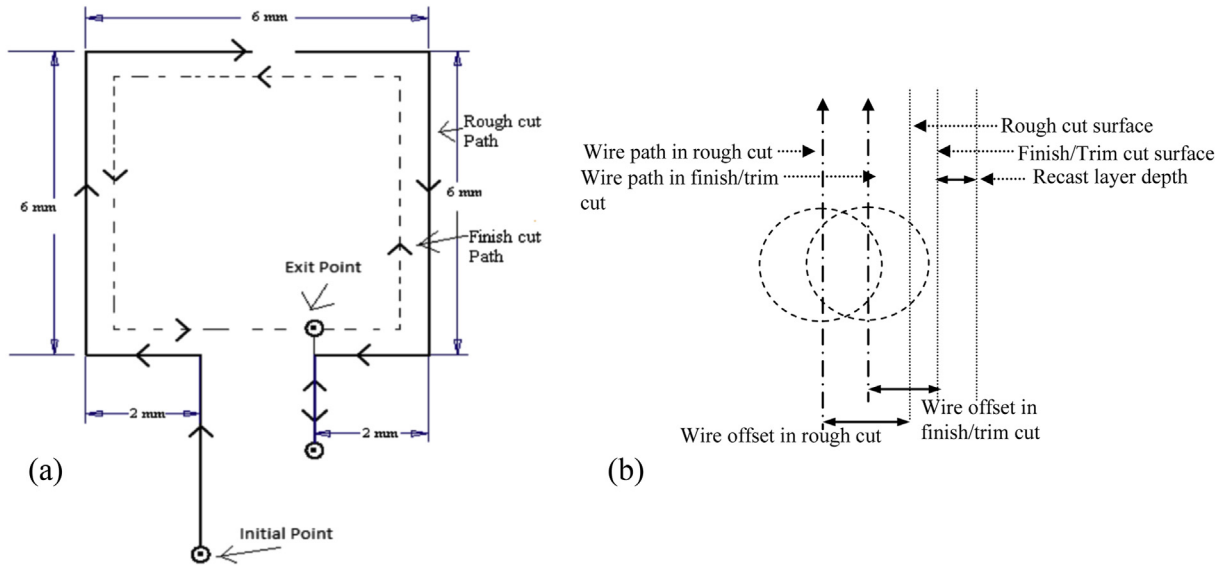 6 mm
Rough cut
Path
6 mm
6 mm
Finish cut
Path
Exit Point
2 mm
2 mm
(a)
Initial Point
Rough cut surface
Wire path in rough cut
Finish/Trim cut surface
Wire path in finish/trim
cut
Recast layer depth
Wire offset in
finish/trim cut
Wire offset in rough cut
(b)